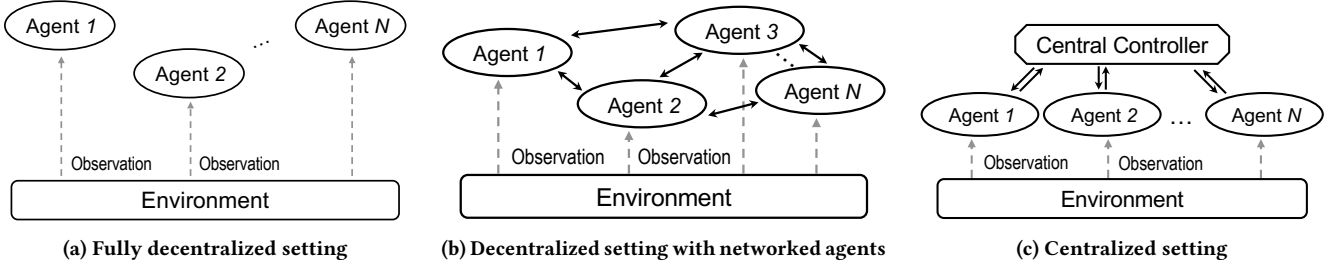 Agent 1
Agent 2
...
Agent N
Observation
Observation
Environment
(a) Fully decentralized setting
Agent 1
Agent 3
Agent 2
...
Agent N
Observation
Observation
Environment
(b) Decentralized setting with networked agents
Central Controller
Agent 1
Agent 2
...
Agent N
Observation
Observation
Environment
(c) Centralized setting